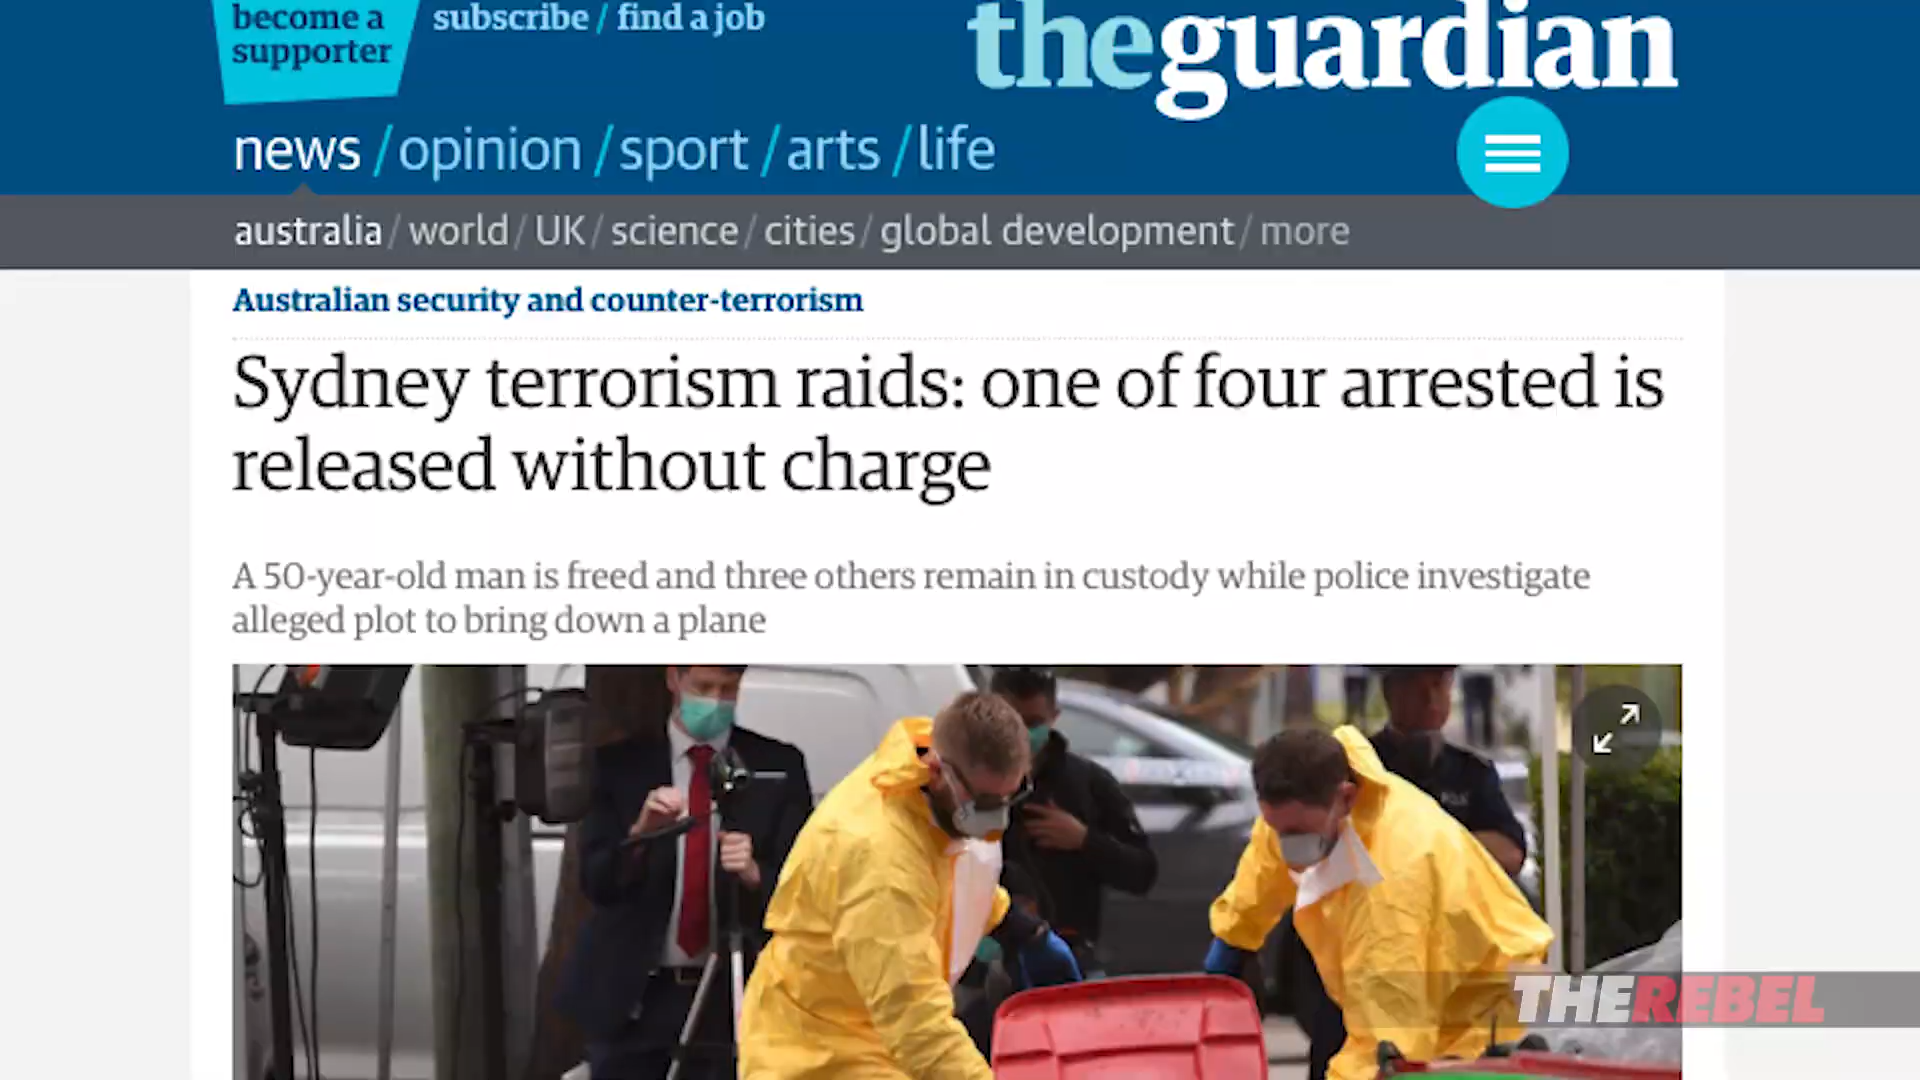 become a
supporter
subscribe / find a job
theguardian
news / opinion / sport / arts / life
australia / world / UK / science / cities / global development / more
Australian security and counter-terrorism
Sydney terrorism raids: one of four arrested is
released without charge
A 50-year-old man is freed and three others remain in custody while police investigate
alleged plot to bring down a plane
THEREBEL